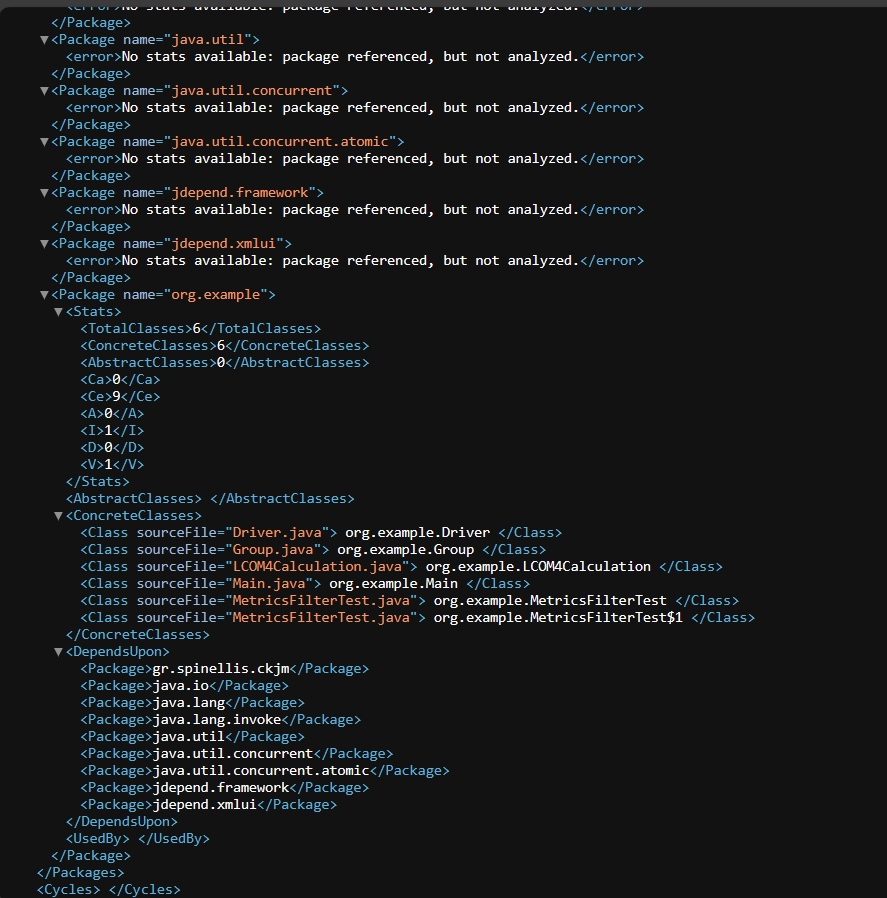 <error>No stats available: package referenced, but not analyzed.</error>
</Package>
▼<Package name="java.util">
<error>No stats available: package referenced, but not analyzed.</error>
</Package>
▼<Package name="java.util.concurrent">
<error>No stats available: package referenced, but not analyzed.</error>
</Package>
▼<Package name="java.util.concurrent.atomic">
<error>No stats available: package referenced, but not analyzed.</error>
</Package>
▼<Package name="jdepend.framework">
<error>No stats available: package referenced, but not analyzed.</error>
</Package>
▼<Package name="jdepend.xmlui">
<error>No stats available: package referenced, but not analyzed.</error>
</Package>
▼<Package name="org.example">
▼<Stats>
<TotalClasses>6</TotalClasses>
<ConcreteClasses>6</ConcreteClasses>
<AbstractClasses>0</AbstractClasses>
<Ca>0</Ca>
<Ce>9</Ce>
<A>0</A>
<I>1</I>
<D>0</D>
<V>1</V>
</Stats>
<AbstractClasses> </AbstractClasses>
▼<ConcreteClasses>
<Class sourceFile="Driver.java"> org.example.Driver </Class>
<Class sourceFile="Group.java"> org.example.Group </Class>
<Class sourceFile="LCOM4Calculation.java"> org.example.LCOM4Calculation </Class>
<Class sourceFile="Main.java"> org.example.Main </Class>
<Class sourceFile="MetricsFilterTest.java"> org.example.MetricsFilterTest </Class>
<Class sourceFile="MetricsFilterTest.java"> org.example.MetricsFilterTest$1 </Class>
</ConcreteClasses>
▼<DependsUpon>
<Package>gr.spinellis.ckjm</Package>
<Package>java.io</Package>
<Package>java.lang</Package>
<Package>java.lang.invoke</Package>
<Package>java.util</Package>
<Package>java.util.concurrent</Package>
<Package>java.util.concurrent.atomic</Package>
<Package>jdepend.framework</Package>
<Package>jdepend.xmlui</Package>
</DependsUpon>
<UsedBy> </UsedBy>
</Package>
</Packages>
<Cycles> </Cycles>